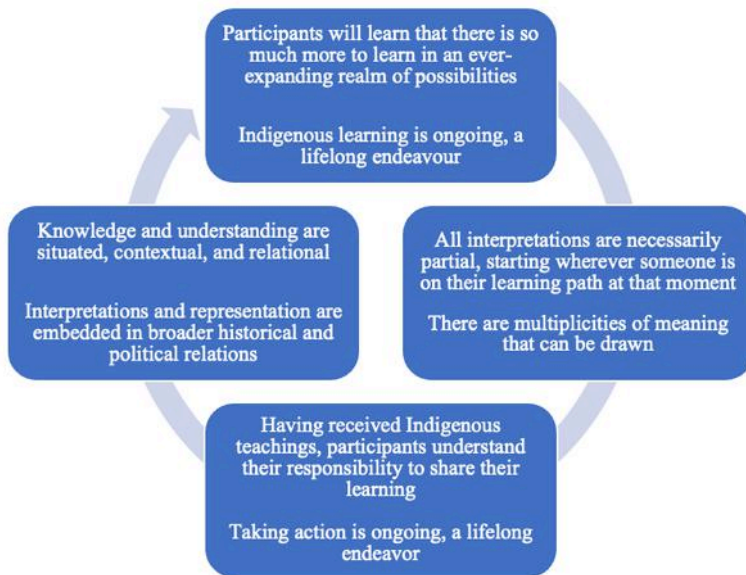 Participants will learn that there is so
much more to learn in an ever-
expanding realm of possibilities
Indigenous learning is ongoing, a
lifelong endeavour
All interpretations are necessarily
partial, starting wherever someone is
on their learning path at that moment
There are multiplicities of meaning
that can be drawn
Having received Indigenous
teachings, participants understand
their responsibility to share their
learning
Taking action is ongoing, a lifelong
endeavor
Knowledge and understanding are
situated, contextual, and relational
Interpretations and representation are
embedded in broader historical and
political relations